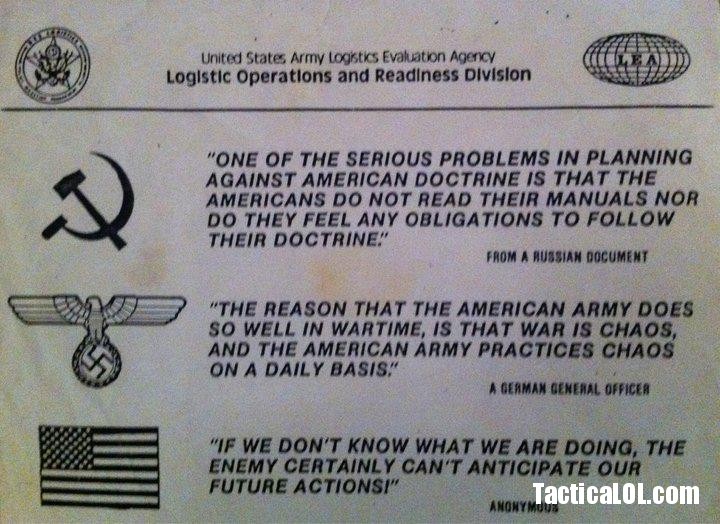 United States Army Logistics Evaluation Agency
Logistic Operations and Readiness Division
LEA
"ONE OF THE SERIOUS PROBLEMS IN PLANNING
AGAINST AMERICAN DOCTRINE IS THAT THE
AMERICANS DO NOT READ THEIR MANUALS NOR
DO THEY FEEL ANY OBLIGATIONS TO FOLLOW
THEIR DOCTRINE."
FROM A RUSSIAN DOCUMENT
"THE REASON THAT THE AMERICAN ARMY DOES
SO WELL IN WARTIME, IS THAT WAR IS CHAOS,
AND THE AMERICAN ARMY PRACTICES CHAOS
ON A DAILY BASIS."
A GERMAN GENERAL OFFICER
"IF WE DON'T KNOW WHAT WE ARE DOING, THE
ENEMY CERTAINLY CAN'T ANTICIPATE OUR
FUTURE ACTIONS!"
ANONYMOUS
TacticalOL.com